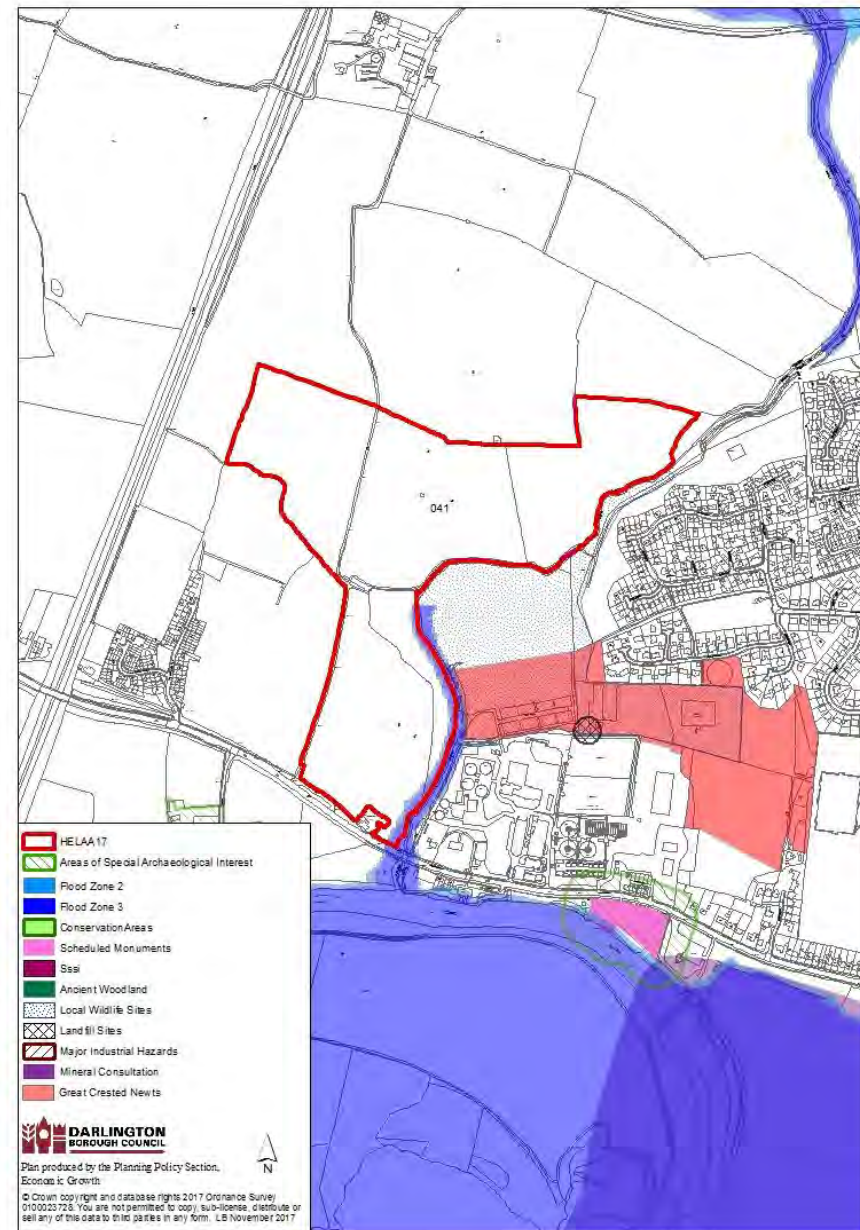 041
HELAA17
Areas of Special Archaeological Interest
Flood Zone 2
Flood Zone 3
Conservation Areas
Scheduled Monuments
Sssi
Ancient Woodland
Local Wildlife Sites
Landfill Sites
Major Industrial Hazards
Mineral Consultation
Great Crested Newts
DARLINGTON
BOROUGH COUNCIL
N
Plan produced by the Planning Policy Section,
Economic Growth
© Crown copyright and database rights 2017 Ordnance Survey
0100023728. You are not permitted to copy, sub-license, distribute or
sell any of this data to third parties in any form. LB November 2017